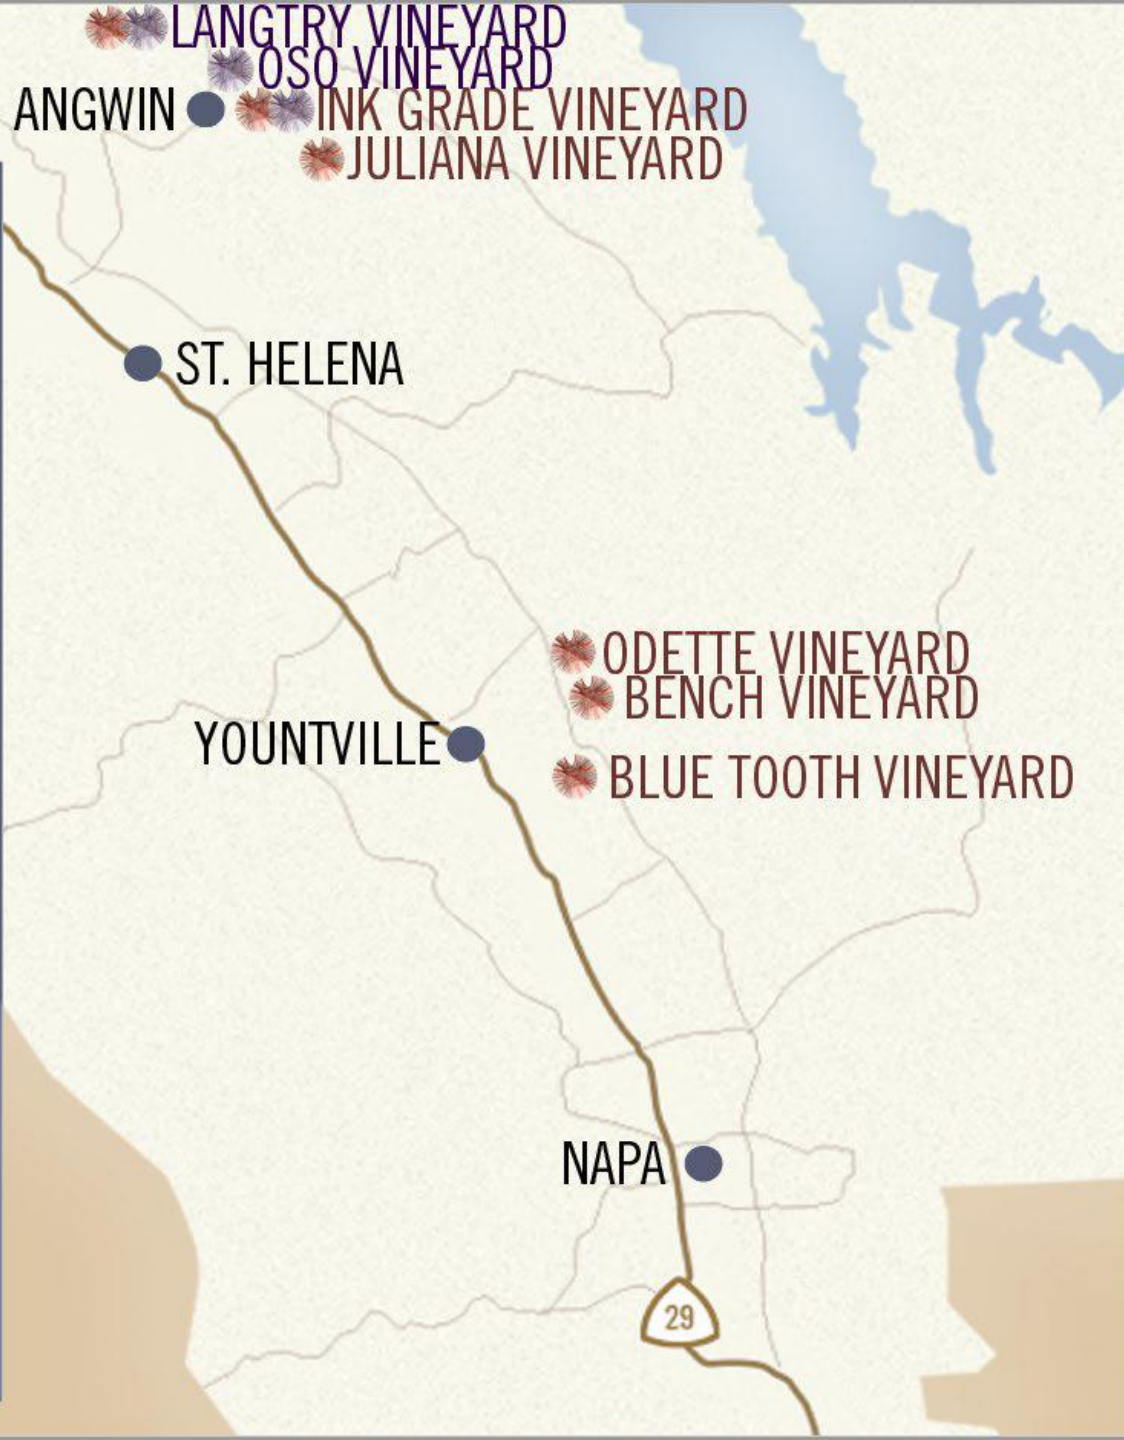 LANGTRY VINEYARD
OSO VINEYARD
ANGWIN
INK GRADE VINEYARD
JULIANA VINEYARD
ST. HELENA
ODETTE VINEYARD
BENCH VINEYARD
YOUNTVILLE
BLUE TOOTH VINEYARD
NAPA
29